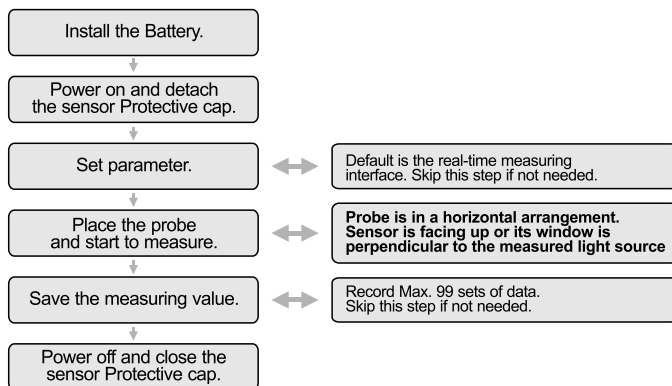 Install the Battery.
Power on and detach
the sensor Protective cap.
Set parameter.
Default is the real-time measuring
interface. Skip this step if not needed.
Place the probe
and start to measure.
Probe is in a horizontal arrangement.
Sensor is facing up or its window is
perpendicular to the measured light source
Save the measuring value.
Record Max. 99 sets of data.
Skip this step if not needed.
Power off and close the
sensor Protective cap.